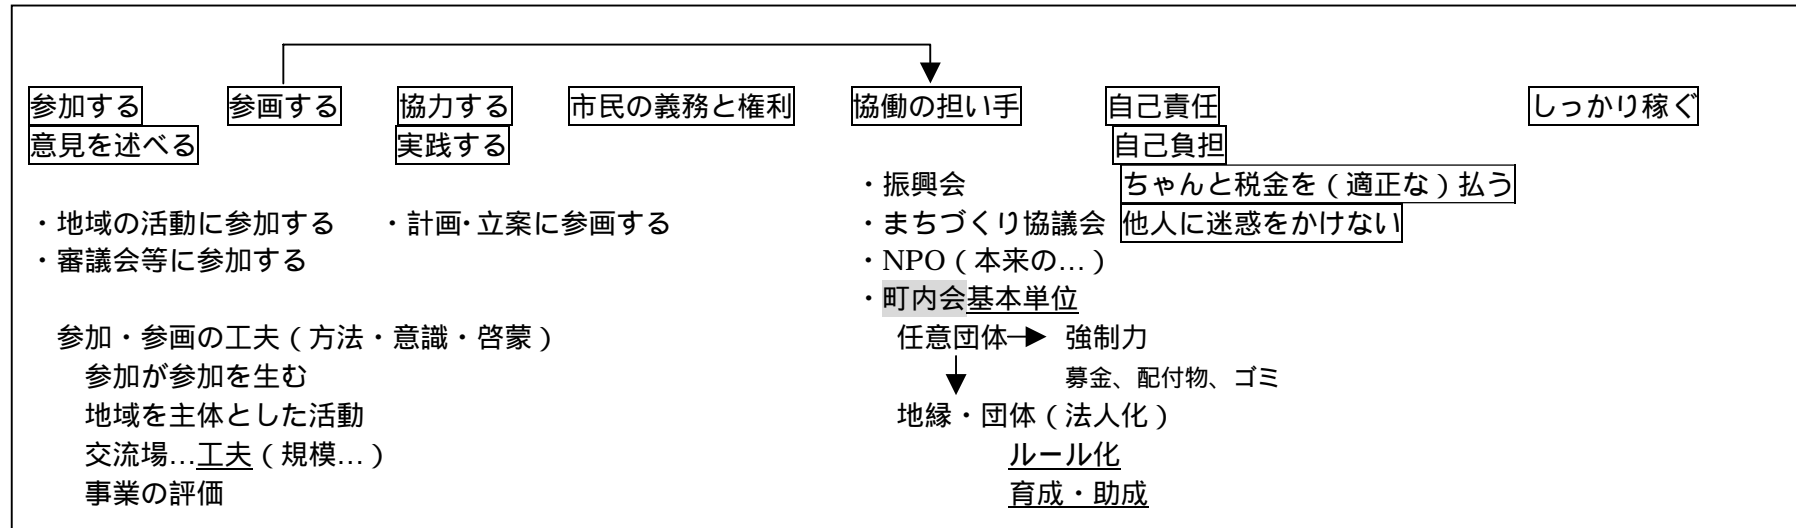 参加する 参画する 協力する 市民の義務と権利 協働の担い手 自己責任 しっかり稼ぐ
意見を述べる 実践する 自己負担
・振興会 ちゃんと税金を（適正な）払う
・地域の活動に参加する ・計画・立案に参画する ・まちづくり協議会 他人に迷惑をかけない
・審議会等に参加する ・NPO（本来の…）
・町内会基本単位
参加・参画の工夫（方法・意識・啓蒙） 任意団体 強制力
参加が参加を生む 募金、配付物、ゴミ
地域を主体とした活動 地縁・団体（法人化）
交流場…工夫（規模…） ルール化
事業の評価 育成・助成